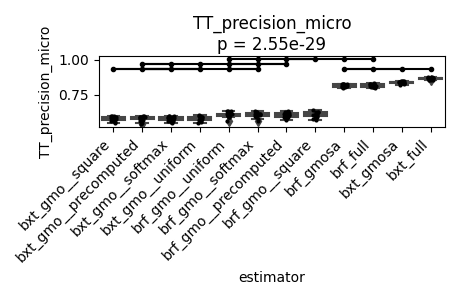 TT_precision_micro
p = 2.55e-29
TT_precision_micro
1.00
0.75
bxt_gmo__square
bxt_gmo__precomputed
bxt_gmo__softmax
bxt_gmo__uniform
brf_gmo__uniform
brf_gmo__softmax
brf_gmo__precomputed
brf_gmo__square
brf_gmosa
brf_full
bxt_gmosa
bxt_full
estimator